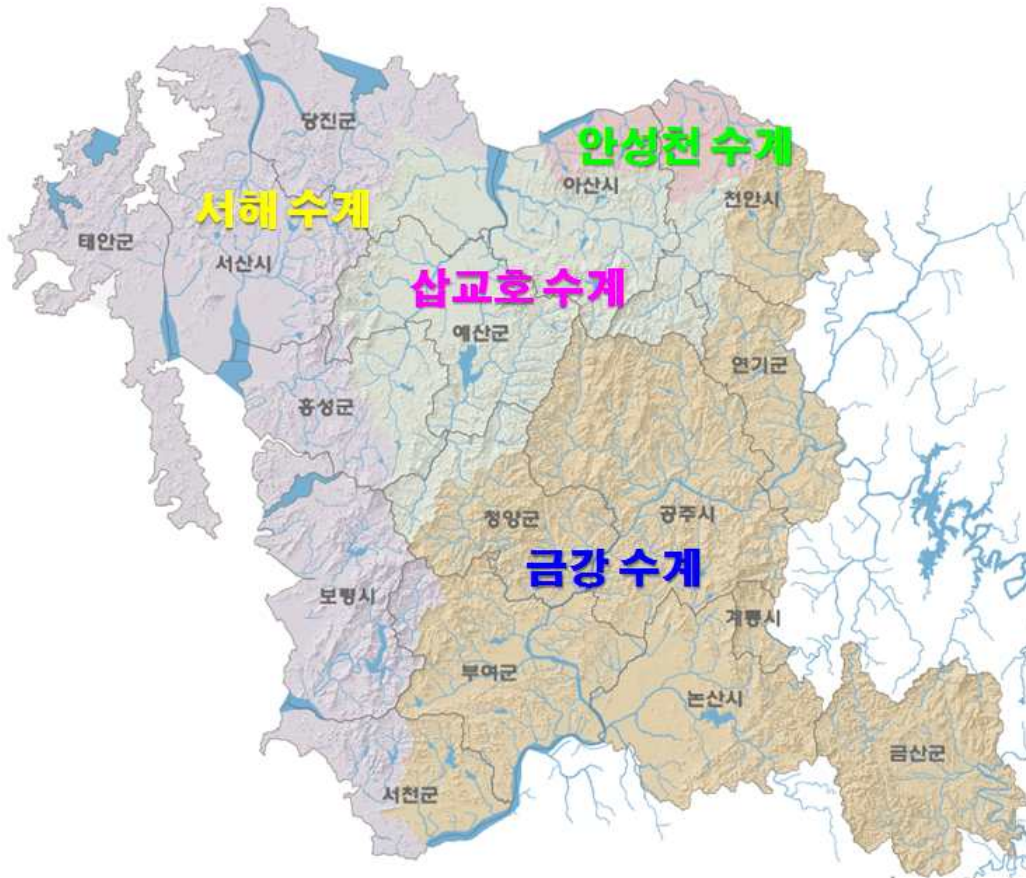 당진군
안성천 수계
아산시
천안시
서해 수계
태안군
서산시
삽교호 수계
예산군
연기군
홍성군
청양군
공주시
금강 수계
보령시
계룡시
부여군
논산시
금산군
서천군